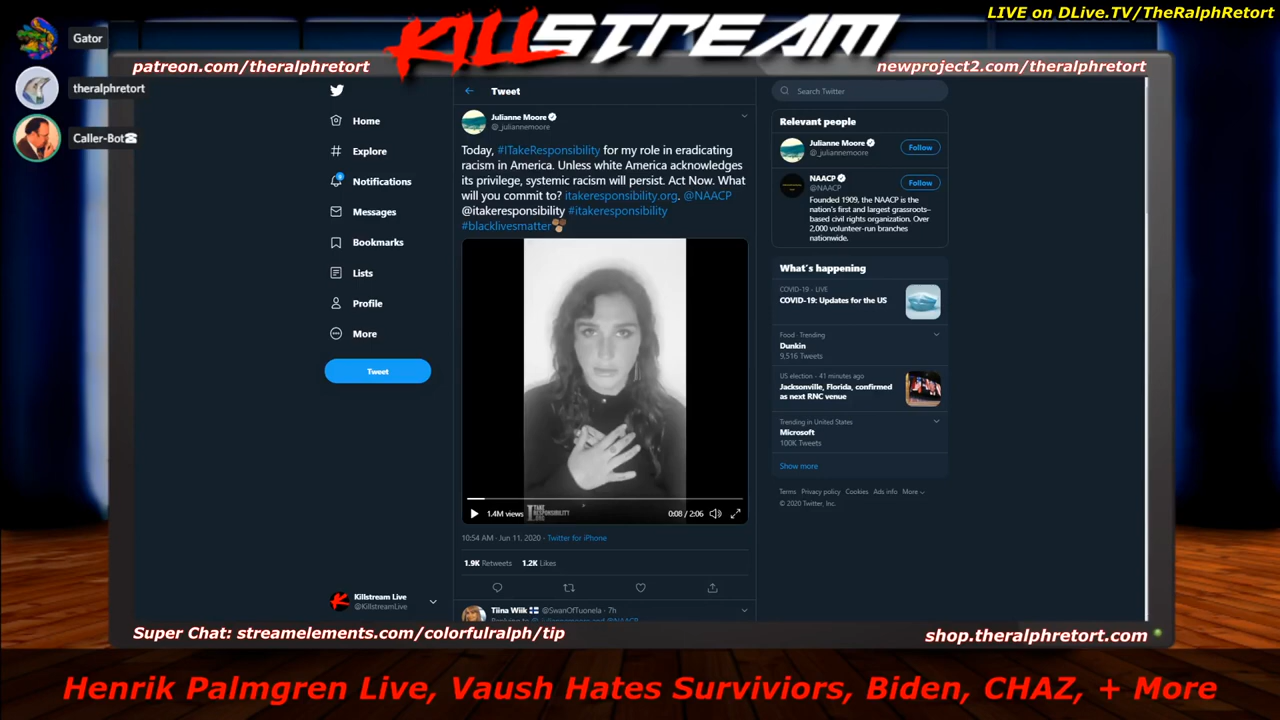 LIVE on DLive.TV/TheRalphRetort
KILLSTREAM
Gator
theralphretort
Caller-Bot
patreon.com/theralphretort
newproject2.com/theralphretort
Home
Explore
Notifications
Messages
Bookmarks
Lists
Profile
More
Tweet
Killstream Live
@KillstreamLive
Tweet
Julianne Moore
@_juliannemoore
Today, #ITakeResponsibility for my role in eradicating
racism in America. Unless white America acknowledges
its privilege, systemic racism will persist. Act Now. What
will you commit to? itakeresponsibility.org. @NAACP
@itakeresponsibility #itakeresponsibility
#blacklivesmatter
1.4M views
I TAKE
RESPONSIBILITY
.ORG
0:08 / 2:06
10:54 AM · Jun 11, 2020 · Twitter for iPhone
1.9K Retweets 1.2K Likes
Tiina Wiik @SwanOfTuonela · 7h
Search Twitter
Relevant people
Julianne Moore
@_juliannemoore
Follow
NAACP
@NAACP
Follow
Founded 1909, the NAACP is the
nation's first and largest grassroots–
based civil rights organization. Over
2,000 volunteer-run branches
nationwide.
What's happening
COVID-19 · LIVE
COVID-19: Updates for the US
Food · Trending
Dunkin
9,516 Tweets
US election · 41 minutes ago
Jacksonville, Florida, confirmed
as next RNC venue
Trending in United States
Microsoft
100K Tweets
Show more
Terms Privacy policy Cookies Ads info More
© 2020 Twitter, Inc.
Super Chat: streamelements.com/colorfulralph/tip
shop.theralphretort.com
Henrik Palmgren Live, Vaush Hates Surviviors, Biden, CHAZ, + More